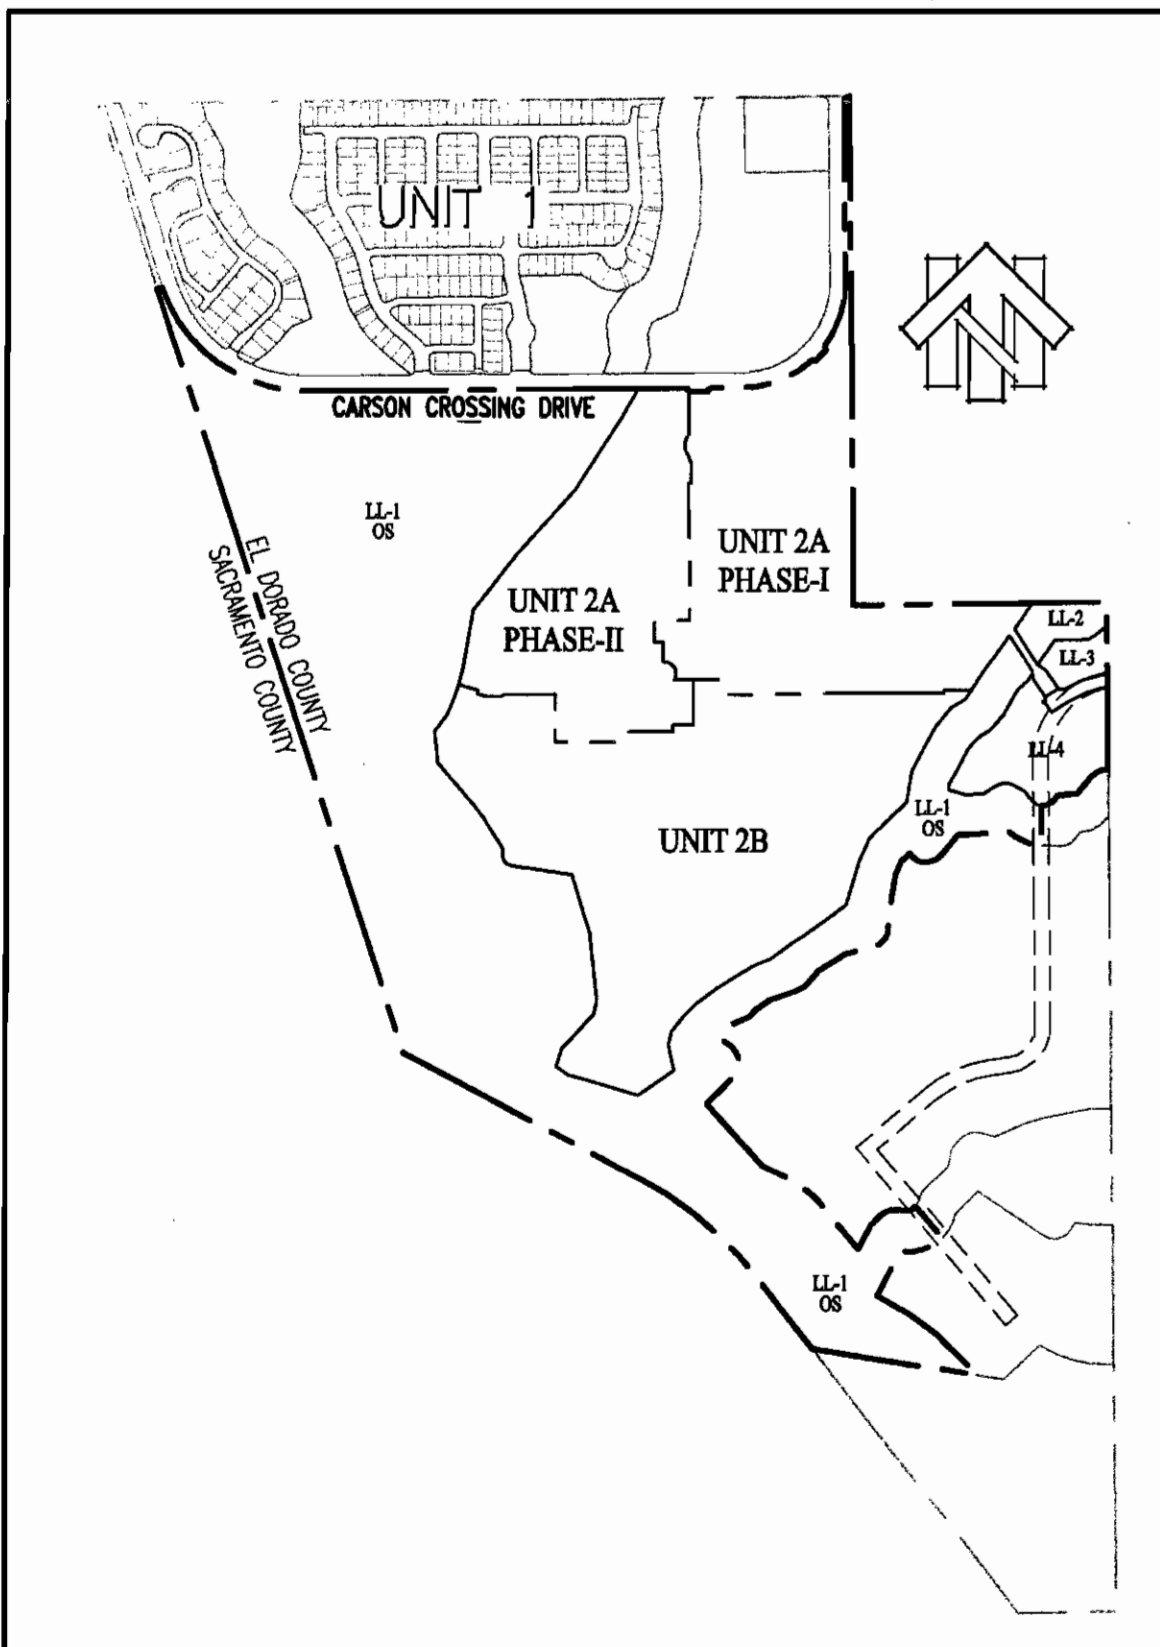 UNIT 1
CARSON CROSSING DRIVE
LL-1
OS
EL DORADO COUNTY
SACRAMENTO COUNTY
UNIT 2A
PHASE-I
UNIT 2A
PHASE-II
LL-2
LL-3
LL-4
LL-1
OS
UNIT 2B
LL-1
OS